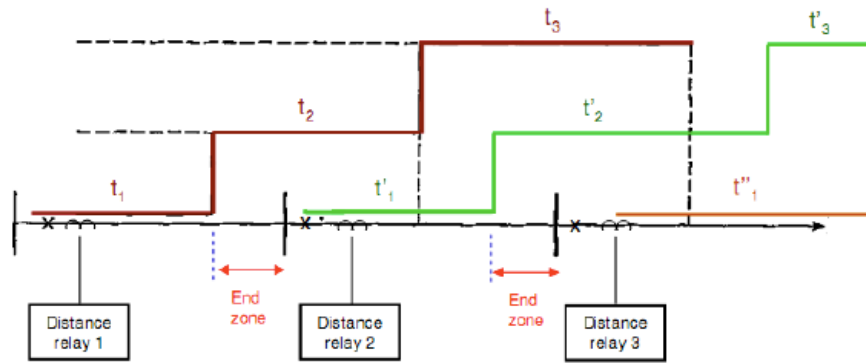 t₃
t'₃
t₂
t'₂
t₁
t'₁
t''₁
End
zone
End
zone
Distance
relay 1
Distance
relay 2
Distance
relay 3